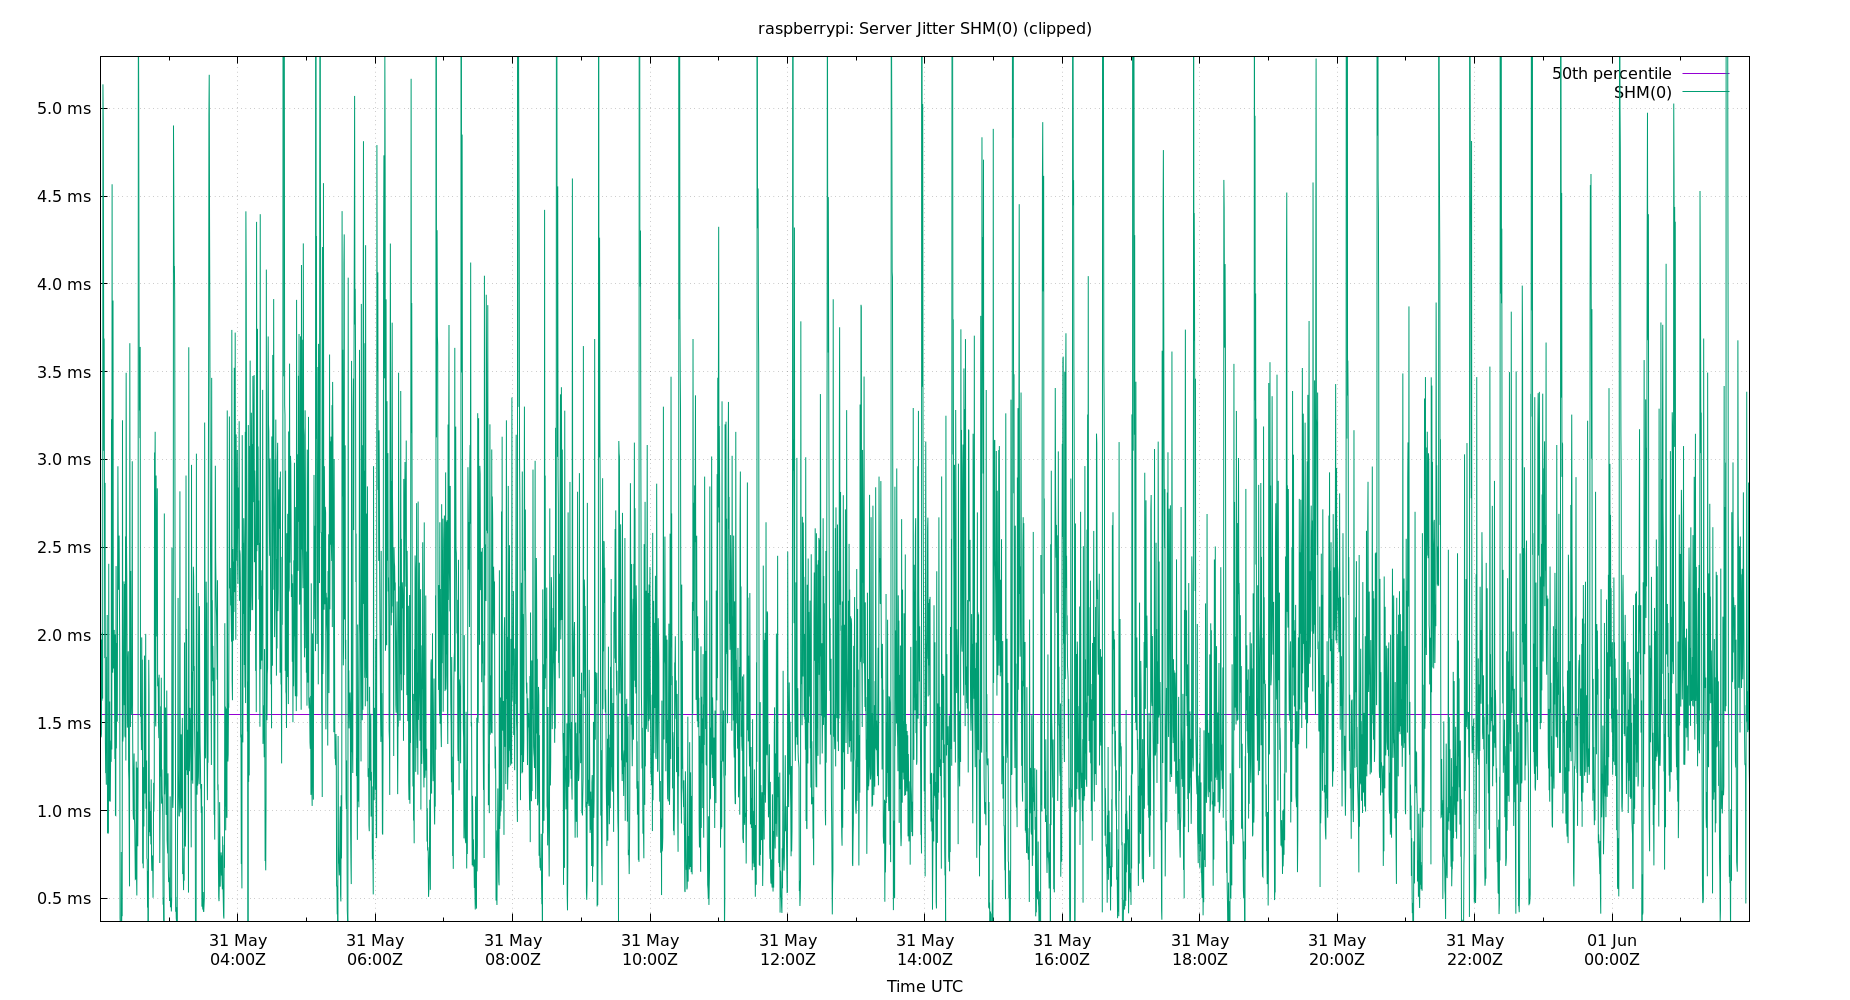 raspberrypi: Server Jitter SHM(0) (clipped)
50th percentile
SHM(0)
5.0 ms
4.5 ms
4.0 ms
3.5 ms
3.0 ms
2.5 ms
2.0 ms
1.5 ms
1.0 ms
0.5 ms
31 May 31 May 31 May 31 May 31 May 31 May 31 May 31 May 31 May 31 May 01 Jun
04:00Z 06:00Z 08:00Z 10:00Z 12:00Z 14:00Z 16:00Z 18:00Z 20:00Z 22:00Z 00:00Z
Time UTC